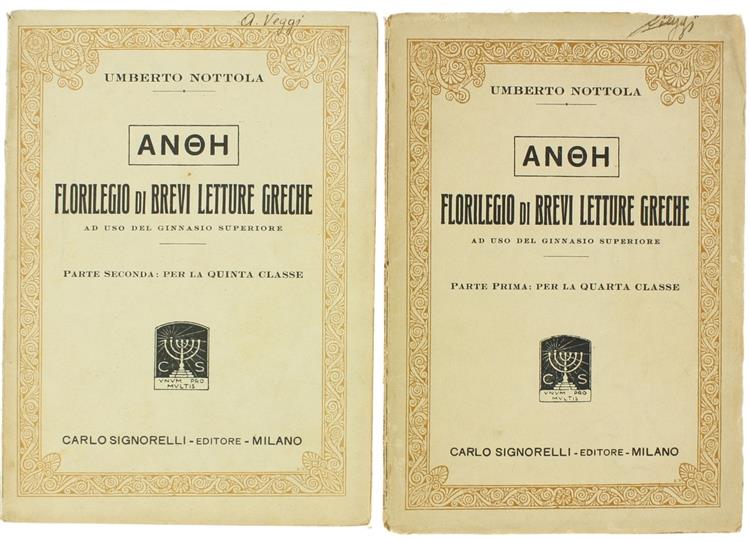 A. Veggi
UMBERTO NOTTOLA
ΑΝΘΗ
FLORILEGIO DI BREVI LETTURE GRECHE
AD USO DEL GINNASIO SUPERIORE
PARTE SECONDA: PER LA QUINTA CLASSE
C S
VNVM PRO
MVLTIS
CARLO SIGNORELLI - EDITORE - MILANO
UMBERTO NOTTOLA
ΑΝΘΗ
FLORILEGIO DI BREVI LETTURE GRECHE
AD USO DEL GINNASIO SUPERIORE
PARTE PRIMA: PER LA QUARTA CLASSE
C S
VNVM PRO
MVLTIS
CARLO SIGNORELLI - EDITORE - MILANO